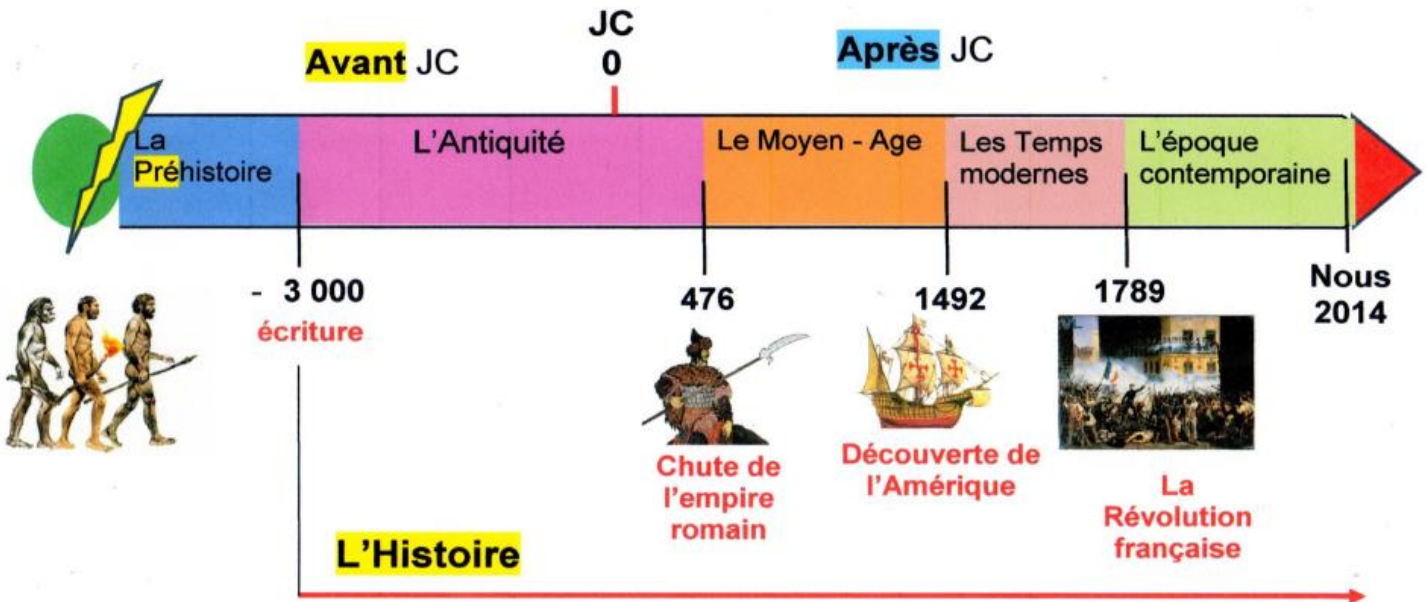 JC
Avant JC
0
Après JC
La
Préhistoire
L'Antiquité
Le Moyen - Age
Les Temps
modernes
L'époque
contemporaine
- 3 000
écriture
476
1492
1789
Nous
2014
Chute de
l'empire
romain
Découverte de
l'Amérique
La
Révolution
française
L'Histoire